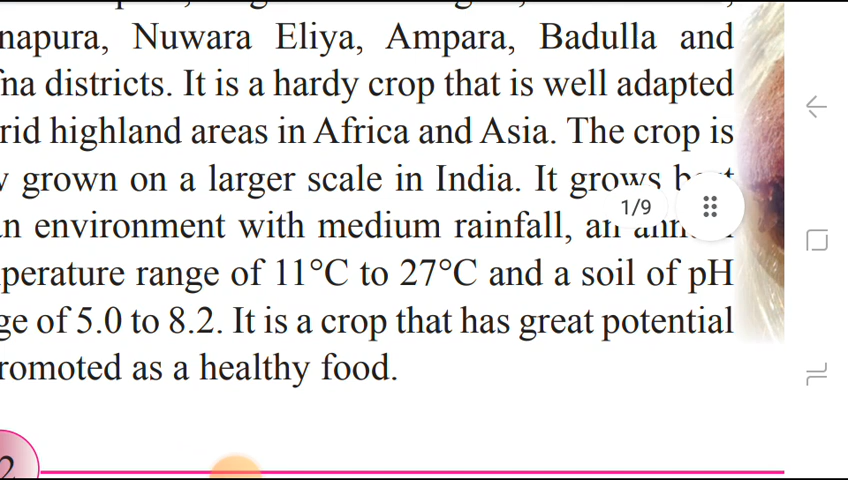 napura, Nuwara Eliya, Ampara, Badulla and
na districts. It is a hardy crop that is well adapted
rid highland areas in Africa and Asia. The crop is
grown on a larger scale in India. It grows
n environment with medium rainfall, an
perature range of 11°C to 27°C and a soil of pH
ge of 5.0 to 8.2. It is a crop that has great potential
romoted as a healthy food.
1/9
2